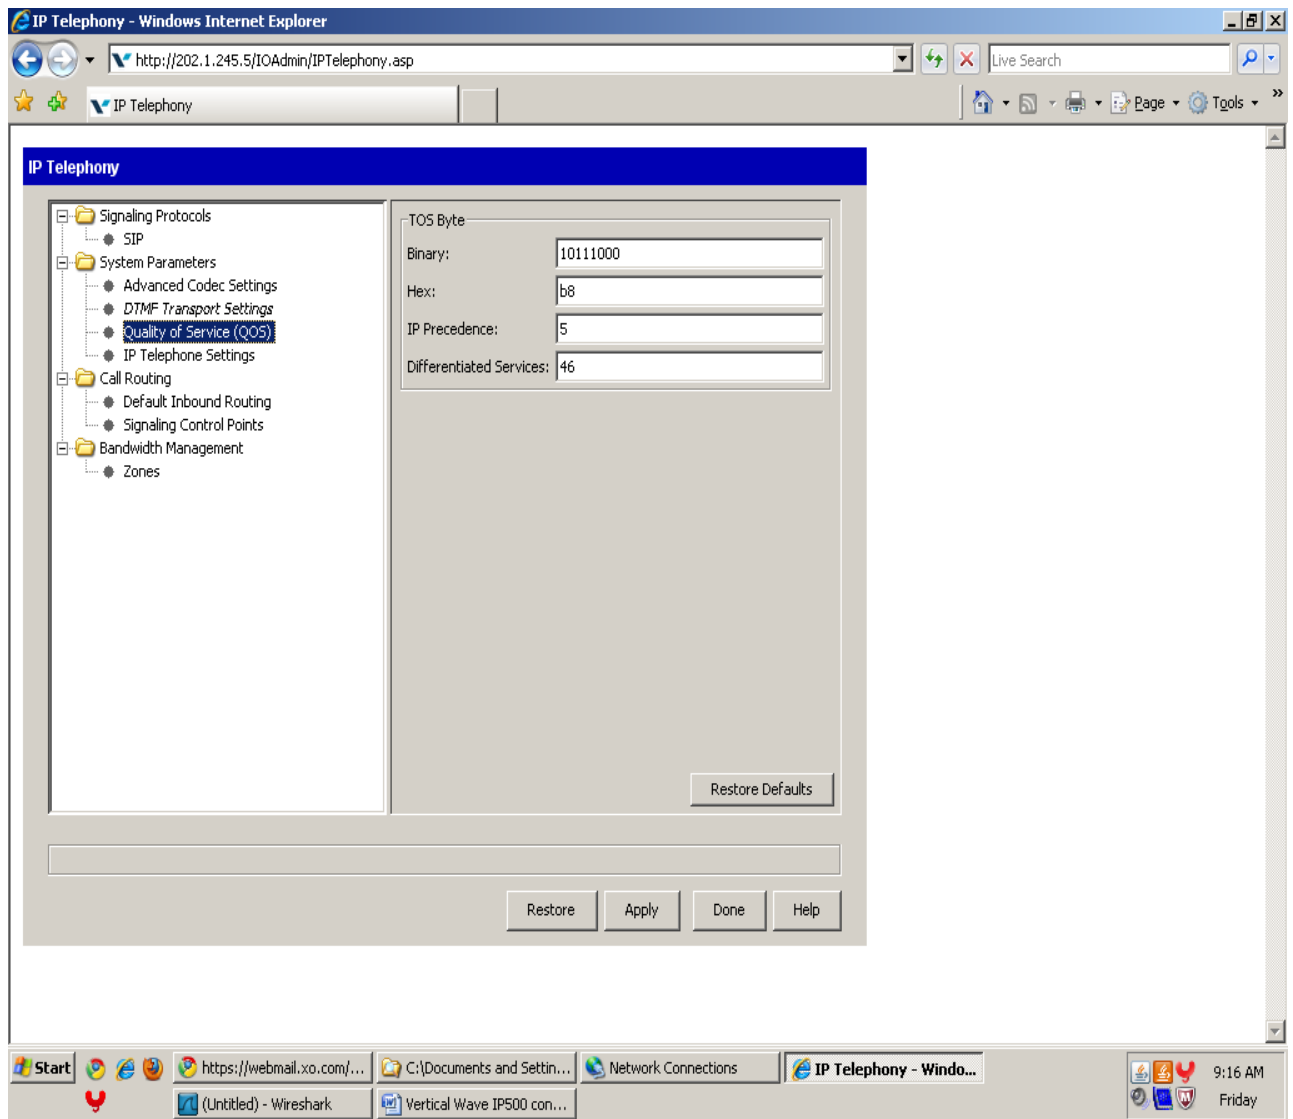 IP Telephony - Windows Internet Explorer
http://202.1.245.5/IOAdmin/IPTelephony.asp
Live Search
IP Telephony
Page
Tools
»
IP Telephony
Signaling Protocols
SIP
System Parameters
Advanced Codec Settings
DTMF Transport Settings
Quality of Service (QOS)
IP Telephone Settings
Call Routing
Default Inbound Routing
Signaling Control Points
Bandwidth Management
Zones
TOS Byte
Binary: 10111000
Hex: b8
IP Precedence: 5
Differentiated Services: 46
Restore Defaults
Restore Apply Done Help
Start https://webmail.xo.com/... C:\Documents and Settin... Network Connections IP Telephony - Windo... 9:16 AM
(Untitled) - Wireshark Vertical Wave IP500 con... Friday